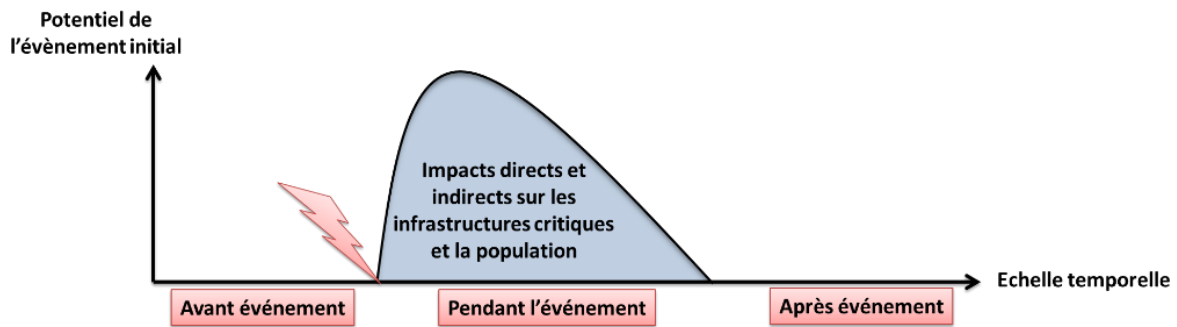 Potentiel de
l'évènement initial
Impacts directs et
indirects sur les
infrastructures critiques
et la population
Echelle temporelle
Avant événement
Pendant l'événement
Après événement